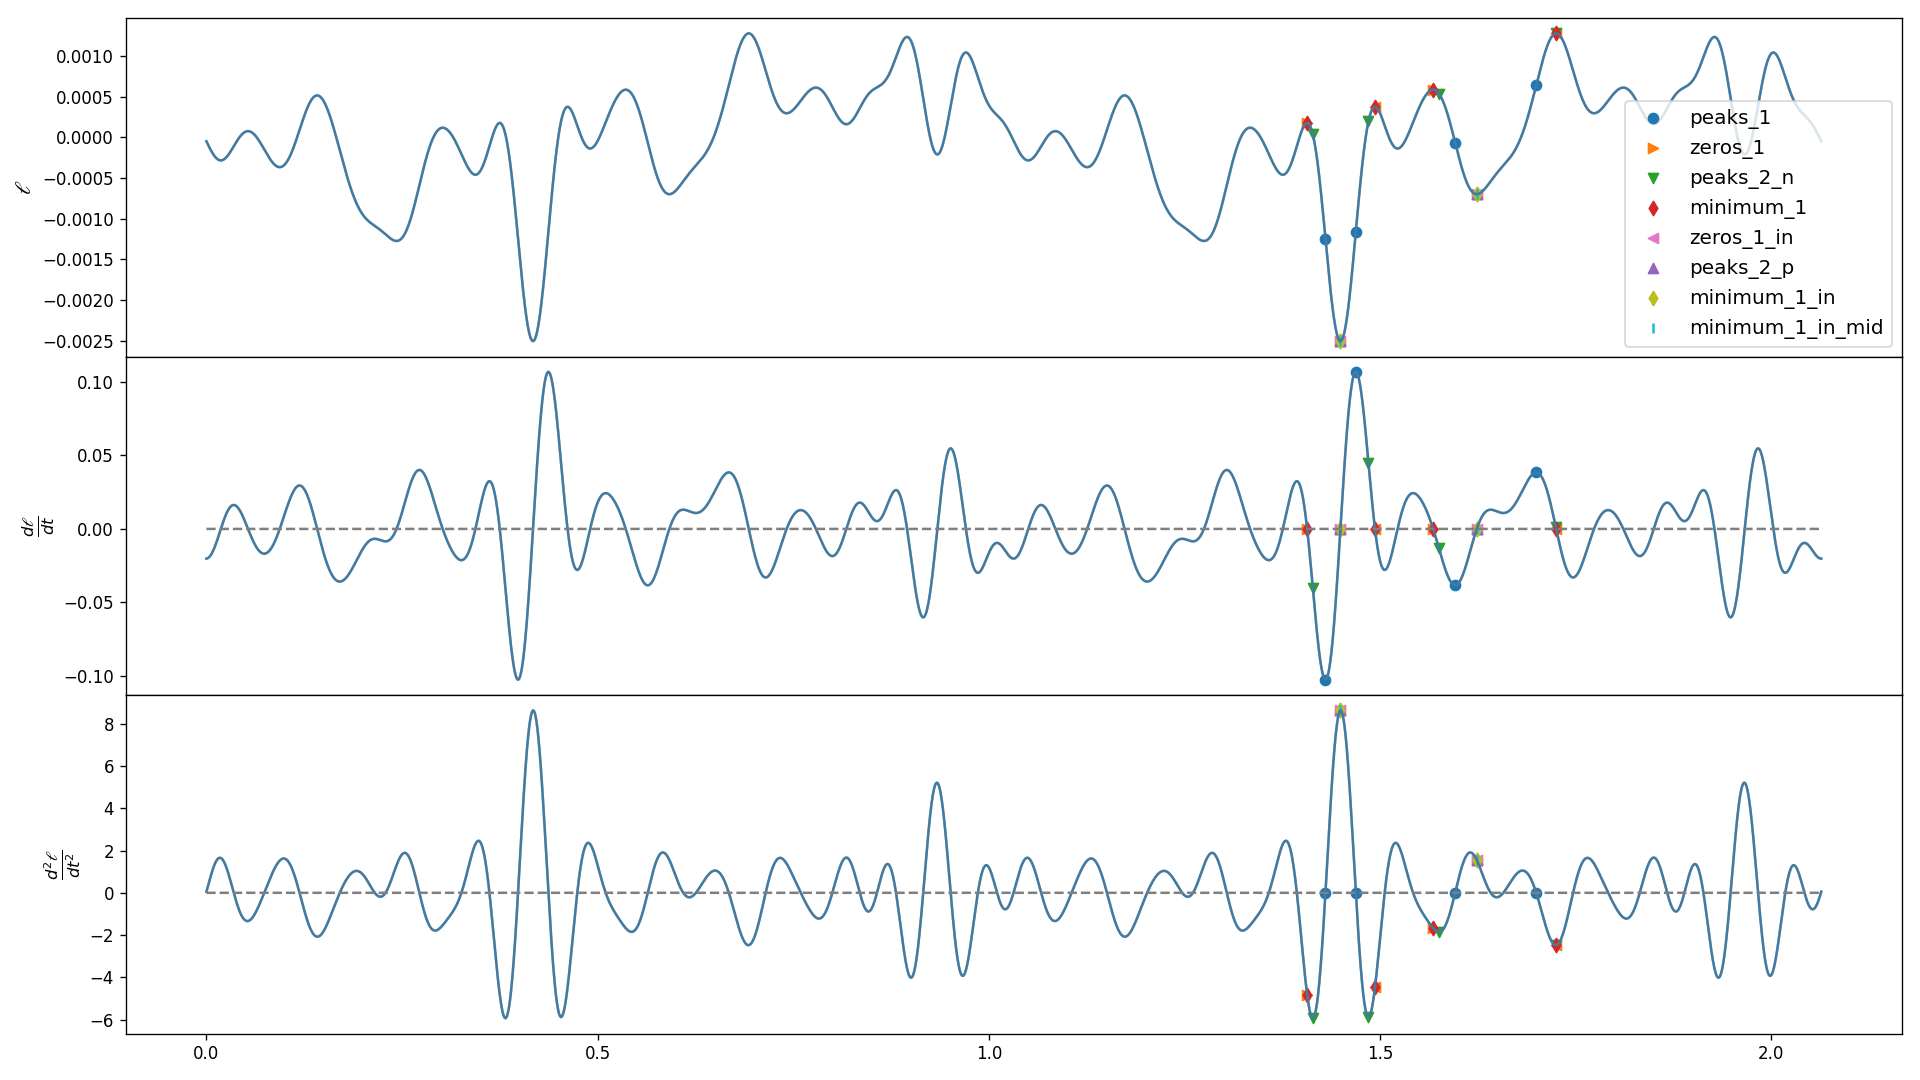 0.0010
0.0005
0.0000
−0.0005
−0.0010
−0.0015
−0.0020
−0.0025
ℓ
peaks_1
zeros_1
peaks_2_n
minimum_1
zeros_1_in
peaks_2_p
minimum_1_in
minimum_1_in_mid
0.10
0.05
0.00
−0.05
−0.10
dℓ
dt
8
6
4
2
0
−2
−4
−6
d²ℓ
dt²
0.0 0.5 1.0 1.5 2.0